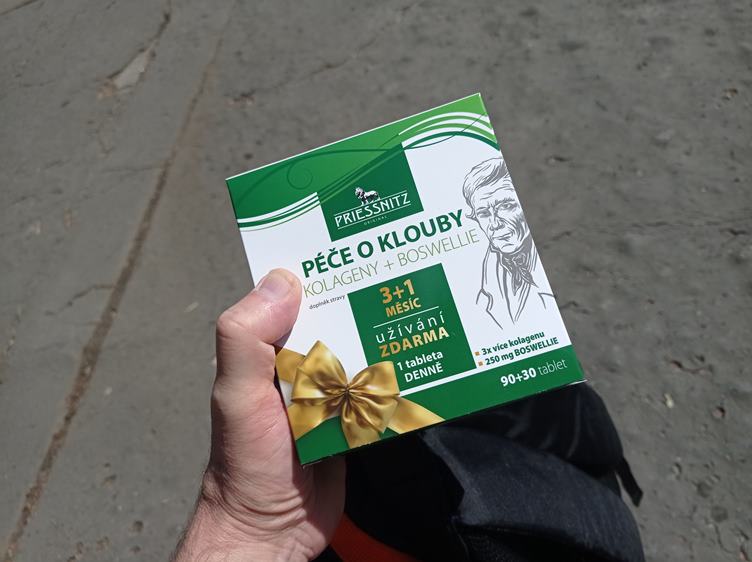 PRIESSNITZ
ORIGINAL
PÉČE O KLOUBY
KOLAGENY + BOSWELLIE
doplněk stravy
3+1
MĚSÍC
užívání
ZDARMA
1 tableta
DENNĚ
3x více kolagenu
250 mg BOSWELLIE
90+30 tablet